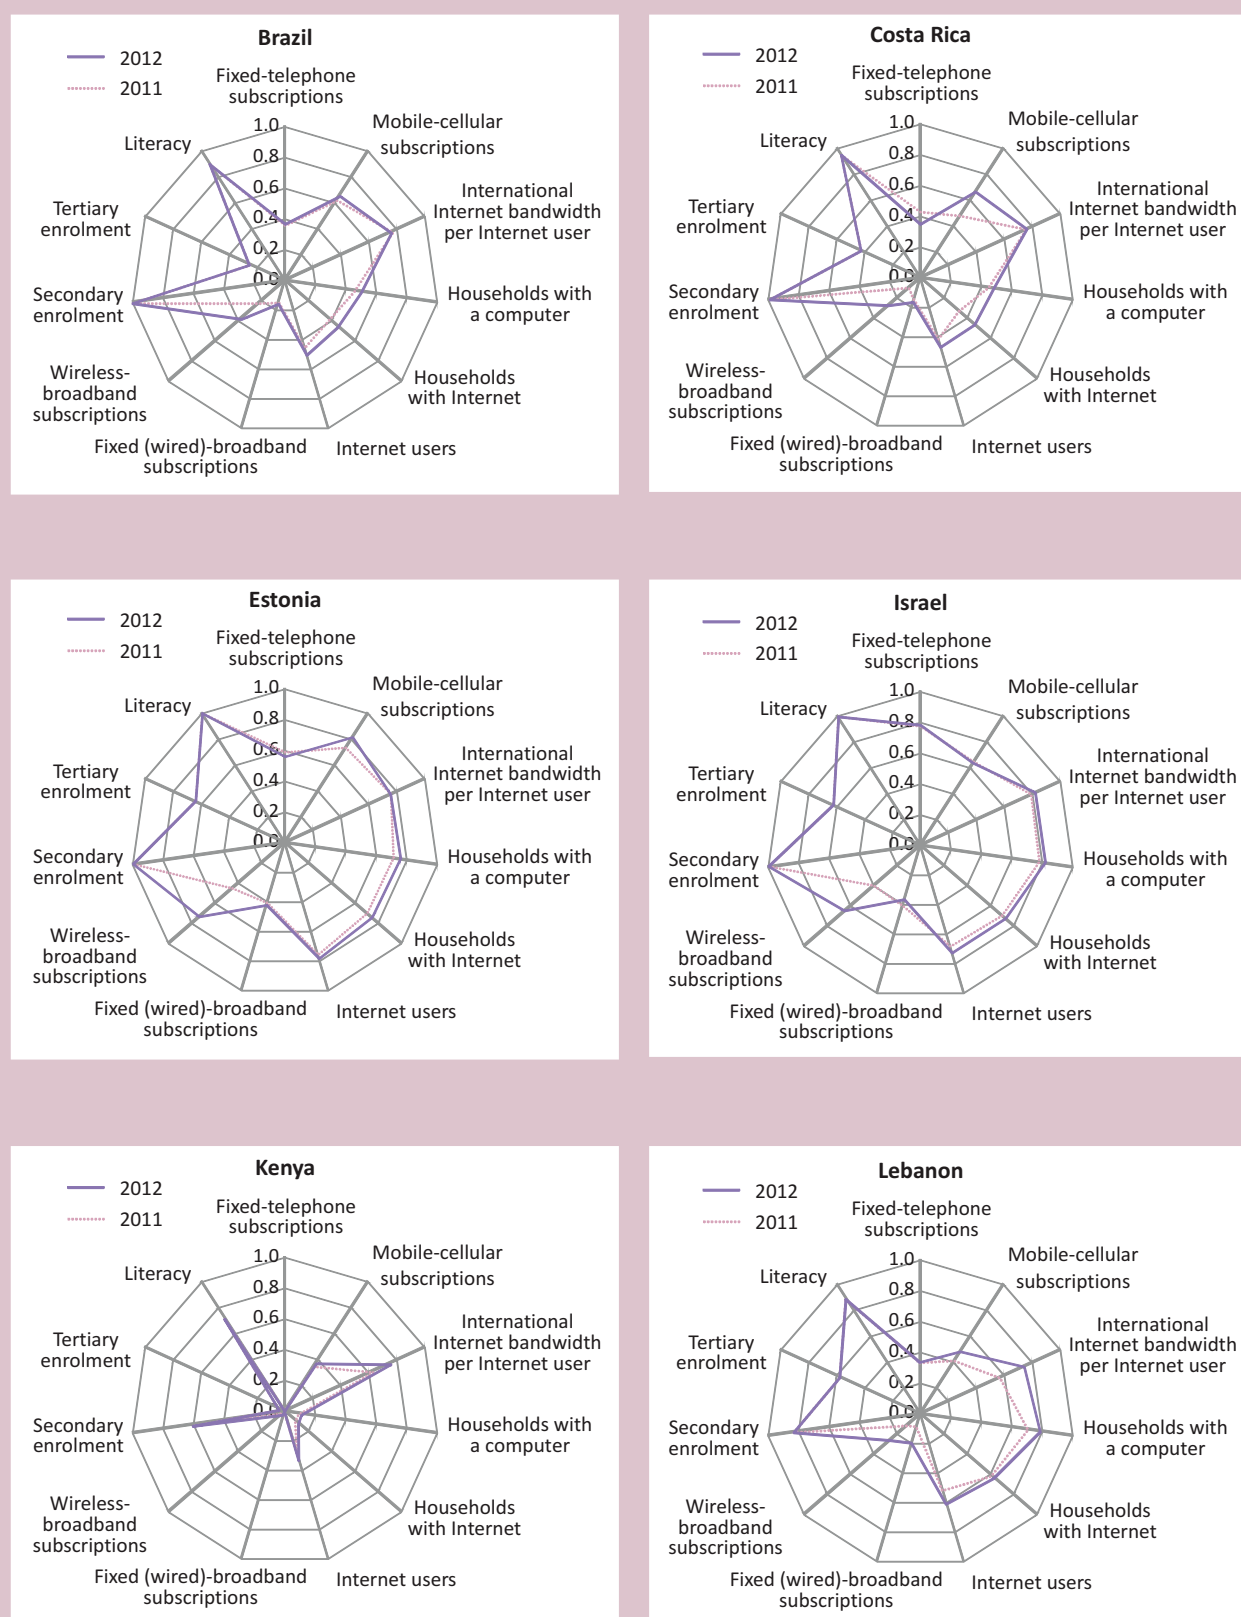 Brazil
2012
2011
Fixed-telephone
subscriptions
Mobile-cellular
subscriptions
International
Internet bandwidth
per Internet user
Households with
a computer
Households
with Internet
Internet users
Fixed (wired)-broadband
subscriptions
Wireless-
broadband
subscriptions
Secondary
enrolment
Tertiary
enrolment
Literacy
1.0
0.8
0.6
0.4
0.2
0.0
Costa Rica
2012
2011
Fixed-telephone
subscriptions
Mobile-cellular
subscriptions
International
Internet bandwidth
per Internet user
Households with
a computer
Households
with Internet
Internet users
Fixed (wired)-broadband
subscriptions
Wireless-
broadband
subscriptions
Secondary
enrolment
Tertiary
enrolment
Literacy
1.0
0.8
0.6
0.4
0.2
0.0
Estonia
2012
2011
Fixed-telephone
subscriptions
Mobile-cellular
subscriptions
International
Internet bandwidth
per Internet user
Households with
a computer
Households
with Internet
Internet users
Fixed (wired)-broadband
subscriptions
Wireless-
broadband
subscriptions
Secondary
enrolment
Tertiary
enrolment
Literacy
1.0
0.8
0.6
0.4
0.2
0.0
Israel
2012
2011
Fixed-telephone
subscriptions
Mobile-cellular
subscriptions
International
Internet bandwidth
per Internet user
Households with
a computer
Households
with Internet
Internet users
Fixed (wired)-broadband
subscriptions
Wireless-
broadband
subscriptions
Secondary
enrolment
Tertiary
enrolment
Literacy
1.0
0.8
0.6
0.4
0.2
0.0
Kenya
2012
2011
Fixed-telephone
subscriptions
Mobile-cellular
subscriptions
International
Internet bandwidth
per Internet user
Households with
a computer
Households
with Internet
Internet users
Fixed (wired)-broadband
subscriptions
Wireless-
broadband
subscriptions
Secondary
enrolment
Tertiary
enrolment
Literacy
1.0
0.8
0.6
0.4
0.2
0.0
Lebanon
2012
2011
Fixed-telephone
subscriptions
Mobile-cellular
subscriptions
International
Internet bandwidth
per Internet user
Households with
a computer
Households
with Internet
Internet users
Fixed (wired)-broadband
subscriptions
Wireless-
broadband
subscriptions
Secondary
enrolment
Tertiary
enrolment
Literacy
1.0
0.8
0.6
0.4
0.2
0.0